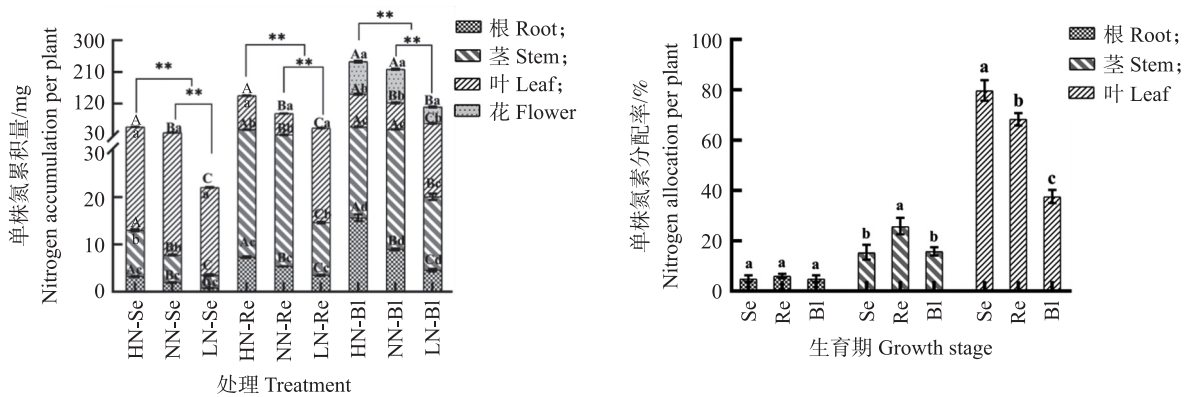 单株氮累积量/mg
Nitrogen accumulation per plant
300
210
120
30
30
20
10
0
** ** ** ** ** **
A a A b Ac
Ba Bb Bc
C a C
A a Ab Ac
Ba Bb Bc
Ca Cb Cc
Aa Ab Ac Ad
Aa Bb Ac Bd
Ba Cb Bc Cd
HN-Se NN-Se LN-Se HN-Re NN-Re LN-Re HN-Bl NN-Bl LN-Bl
处理 Treatment
根 Root；
茎 Stem；
叶 Leaf；
花 Flower
单株氮素分配率/%
Nitrogen allocation per plant
100
80
60
40
20
0
a a a b a b a b c
Se Re Bl Se Re Bl Se Re Bl
生育期 Growth stage
根 Root；
茎 Stem；
叶 Leaf